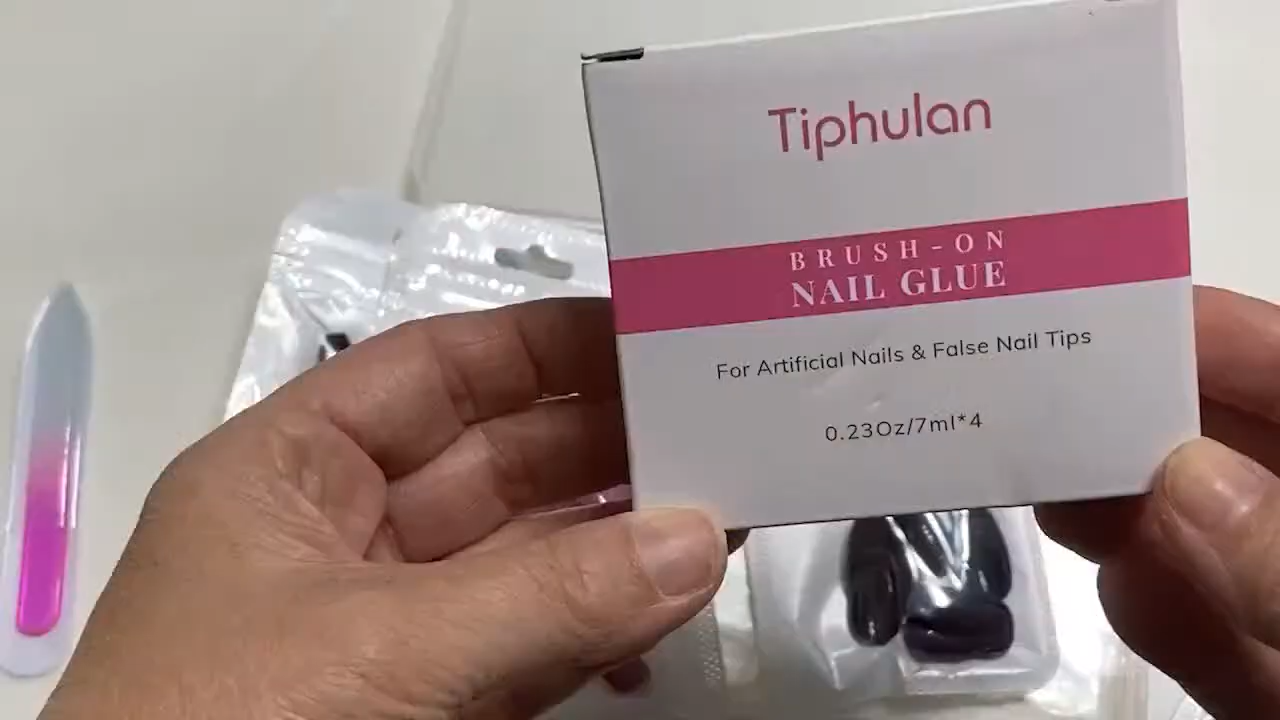 Tiphulan
BRUSH-ON
NAIL GLUE
For Artificial Nails & False Nail Tips
0.23Oz/7ml*4